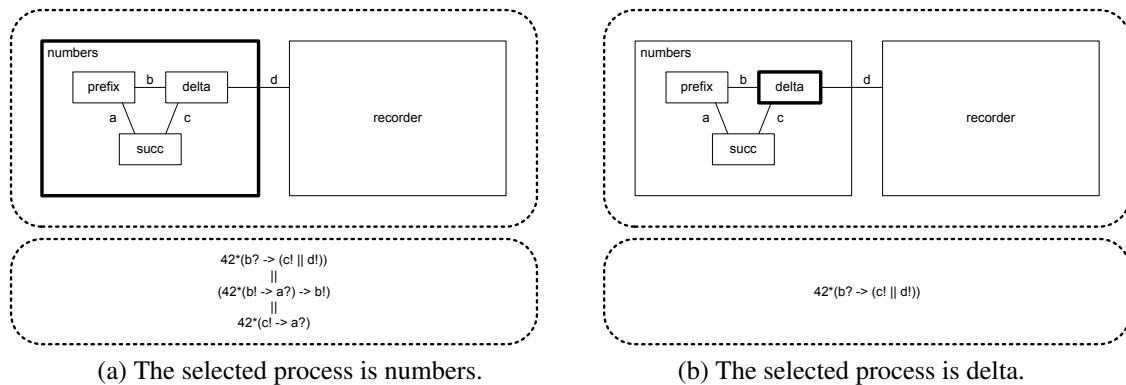 numbers
b
d
prefix
delta
a
c
succ
recorder
42*(b? -> (c! || d!))
||
(42*(b! -> a?) -> b!)
||
42*(c! -> a?)
(a) The selected process is numbers.
numbers
b
d
prefix
delta
a
c
succ
recorder
42*(b? -> (c! || d!))
(b) The selected process is delta.